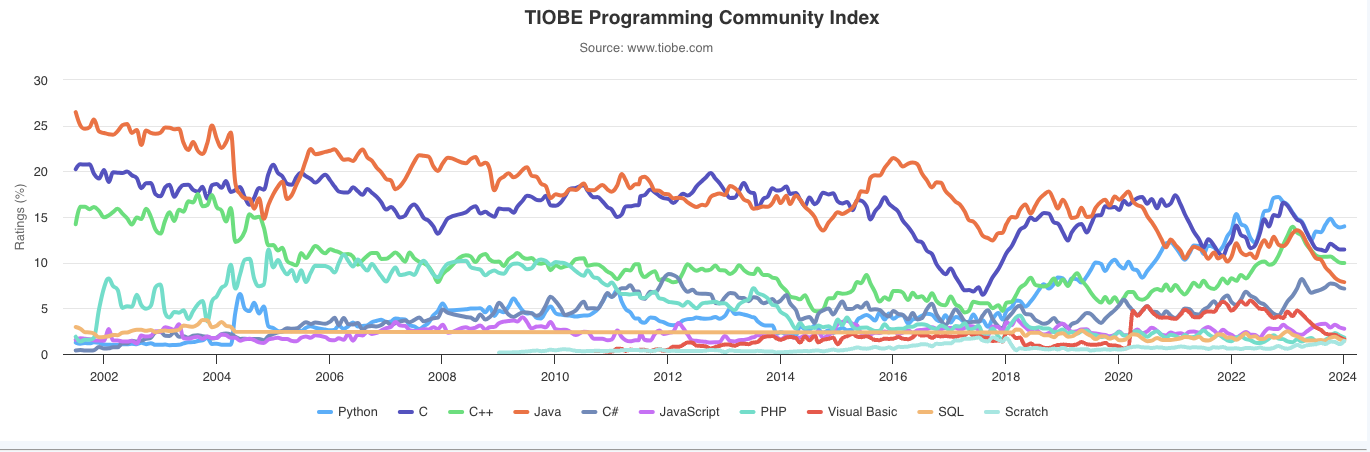 TIOBE Programming Community Index
Source: www.tiobe.com
Ratings (%)
30
25
20
15
10
5
0
2002 2004 2006 2008 2010 2012 2014 2016 2018 2020 2022 2024
Python C C++ Java C# JavaScript PHP Visual Basic SQL Scratch